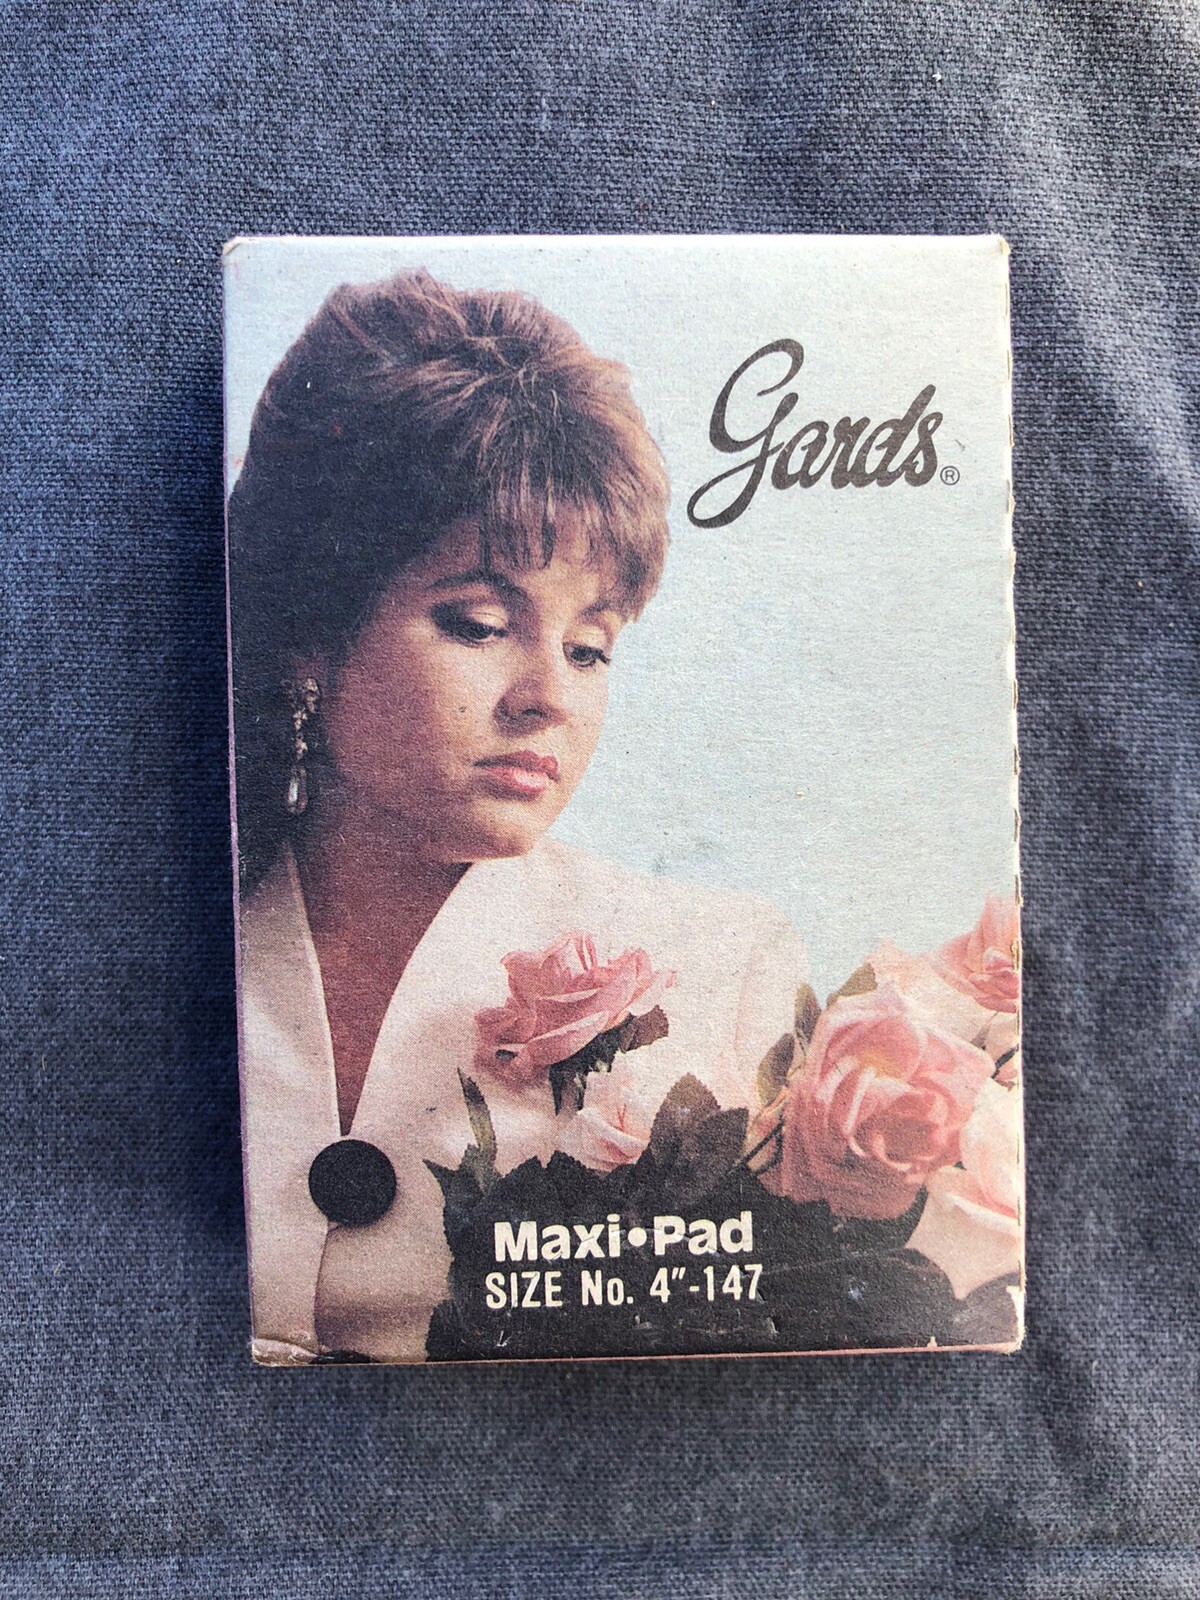 Gards®
Maxi•Pad
SIZE No. 4"-147